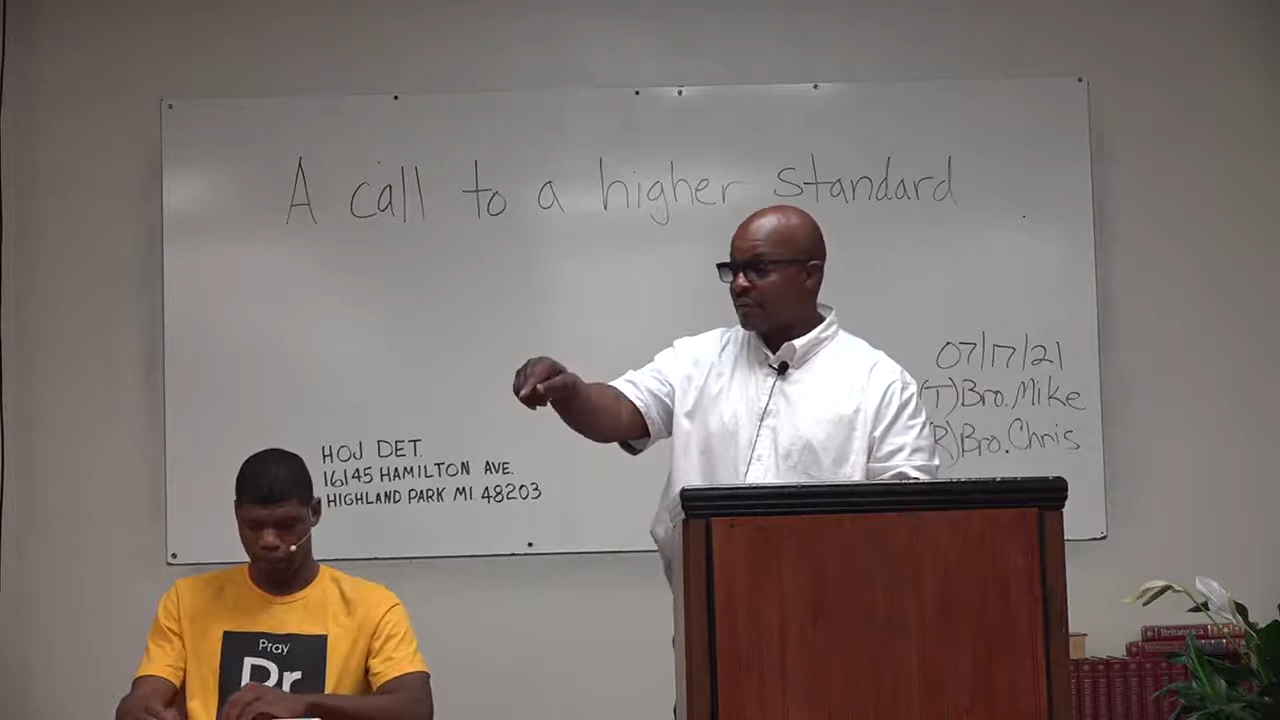 A call to a higher standard
07/17/21
(T) Bro. Mike
(R) Bro. Chris
HOJ DET.
16145 HAMILTON AVE.
HIGHLAND PARK MI 48203
Pray
Pr
Britannica